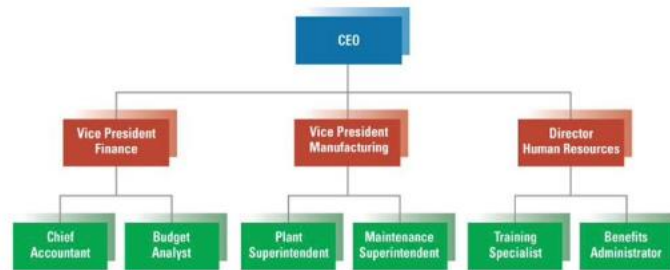 CEO
Vice President
Finance
Vice President
Manufacturing
Director
Human Resources
Chief
Accountant
Budget
Analyst
Plant
Superintendent
Maintenance
Superintendent
Training
Specialist
Benefits
Administrator